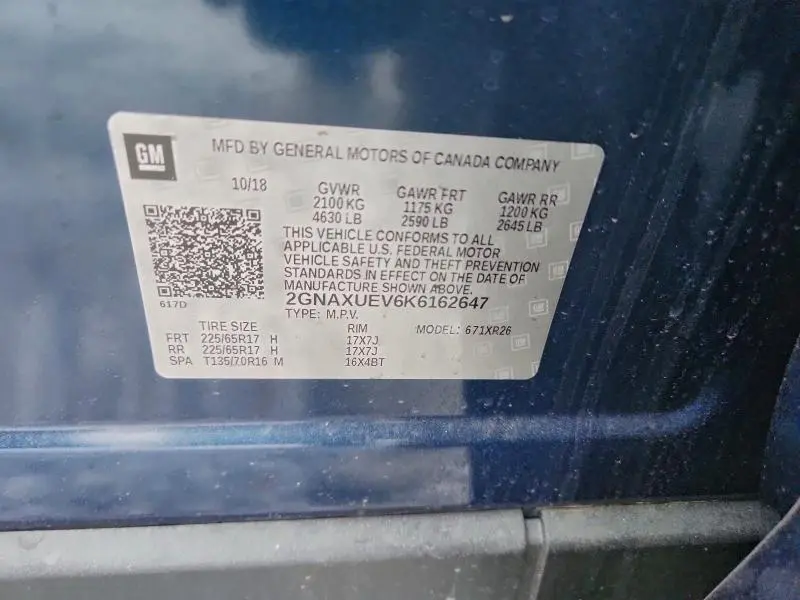 GM
MFD BY GENERAL MOTORS OF CANADA COMPANY
10/18 GVWR GAWR FRT GAWR RR
2100 KG 1175 KG 1200 KG
4630 LB 2590 LB 2645 LB
THIS VEHICLE CONFORMS TO ALL
APPLICABLE U.S. FEDERAL MOTOR
VEHICLE SAFETY AND THEFT PREVENTION
STANDARDS IN EFFECT ON THE DATE OF
MANUFACTURE SHOWN ABOVE.
617D
2GNAXUEV6K6162647
TYPE: M.P.V. MODEL: 671XR26
TIRE SIZE RIM
FRT 225/65R17 H 17X7J
RR 225/65R17 H 17X7J
SPA T135/70R16 M 16X4BT